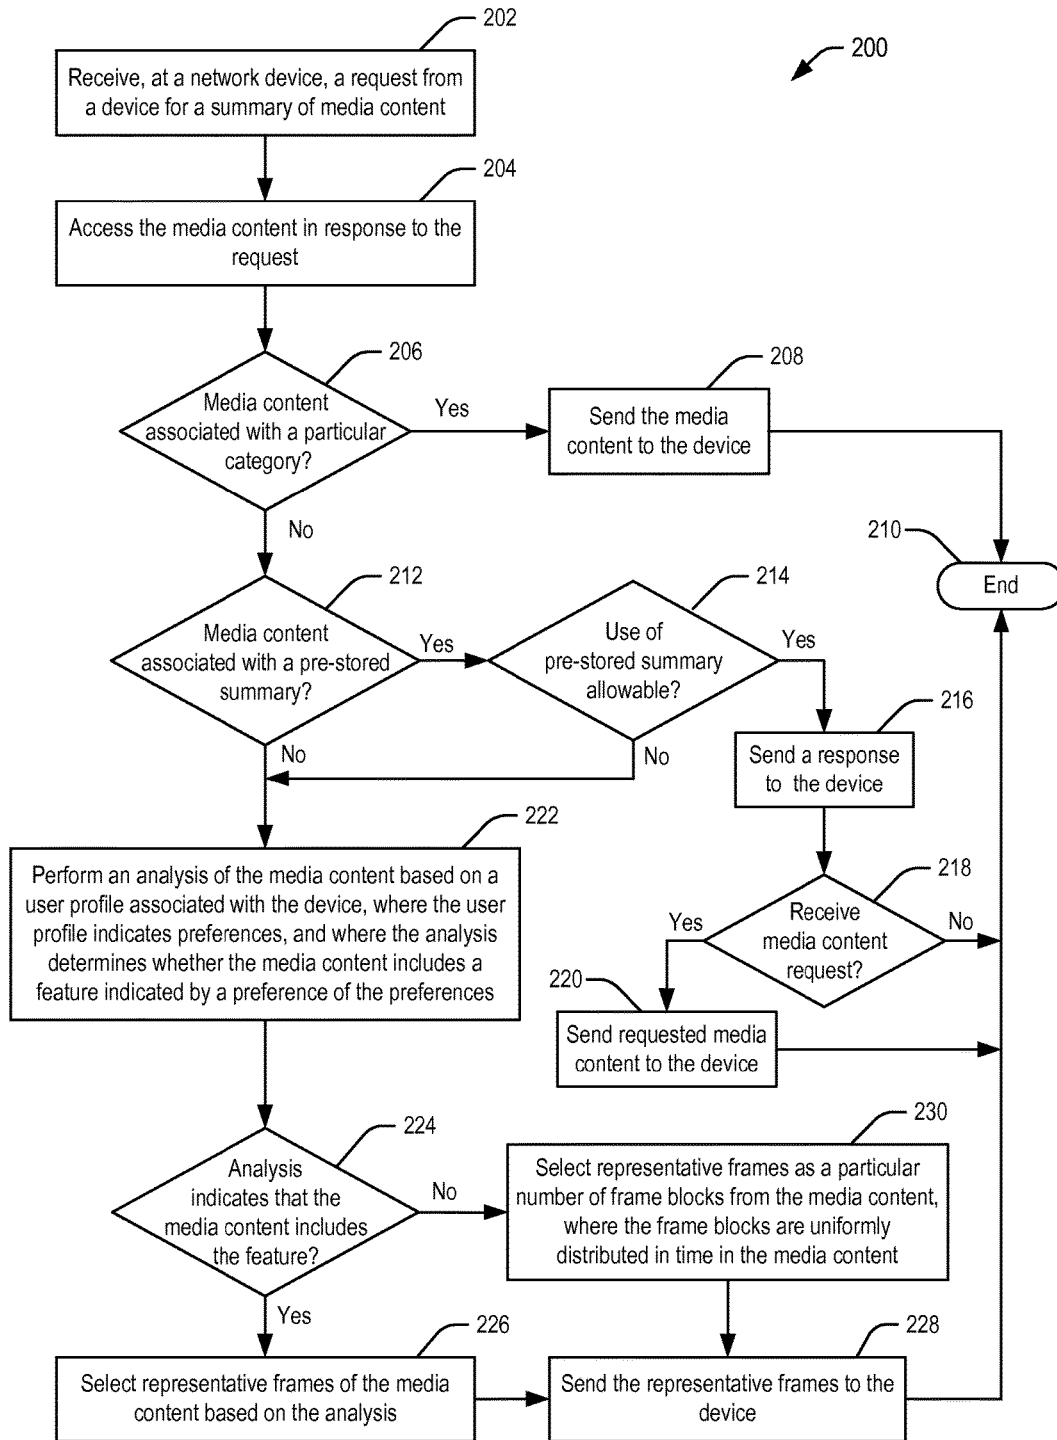 202
200
Receive, at a network device, a request from
a device for a summary of media content
204
Access the media content in response to the
request
206
Media content
associated with a particular
category?
Yes
No
208
Send the media
content to the device
210
End
212
Media content
associated with a pre-stored
summary?
Yes
No
214
Use of
pre-stored summary
allowable?
Yes
No
216
Send a response
to the device
218
Receive
media content
request?
Yes
No
220
Send requested media
content to the device
222
Perform an analysis of the media content based on a
user profile associated with the device, where the user
profile indicates preferences, and where the analysis
determines whether the media content includes a
feature indicated by a preference of the preferences
224
Analysis
indicates that the
media content includes
the feature?
No
Yes
230
Select representative frames as a particular
number of frame blocks from the media content,
where the frame blocks are uniformly
distributed in time in the media content
226
Select representative frames of the media
content based on the analysis
228
Send the representative frames to the
device